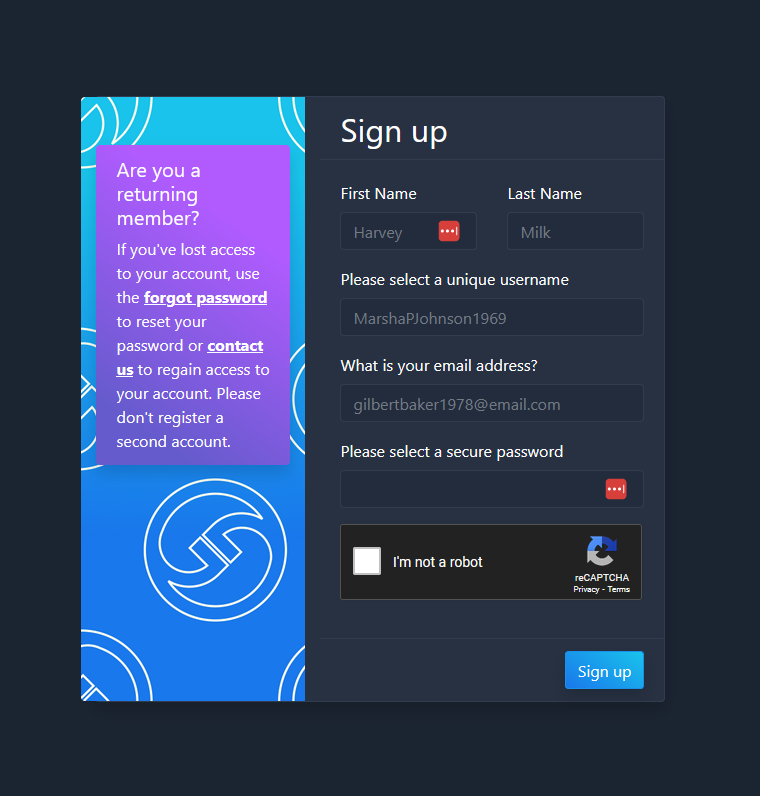 Are you a
returning
member?
If you've lost access
to your account, use
the forgot password
to reset your
password or contact
us to regain access to
your account. Please
don't register a
second account.
Sign up
First Name
Last Name
Harvey
Milk
Please select a unique username
MarshaPJohnson1969
What is your email address?
gilbertbaker1978@email.com
Please select a secure password
I'm not a robot
reCAPTCHA
Privacy - Terms
Sign up